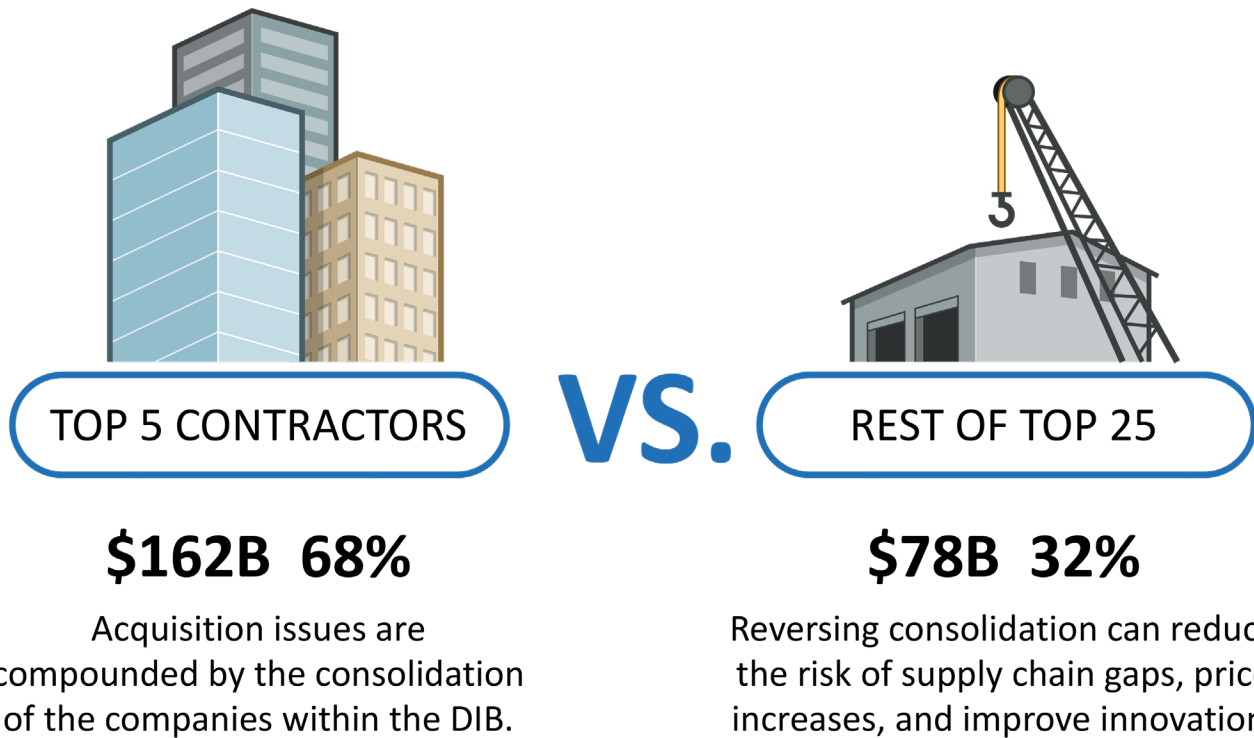 TOP 5 CONTRACTORS
VS.
REST OF TOP 25
$162B 68%
$78B 32%
Acquisition issues are
compounded by the consolidation
of the companies within the DIB.
Reversing consolidation can reduc
the risk of supply chain gaps, price
increases, and improve innovation